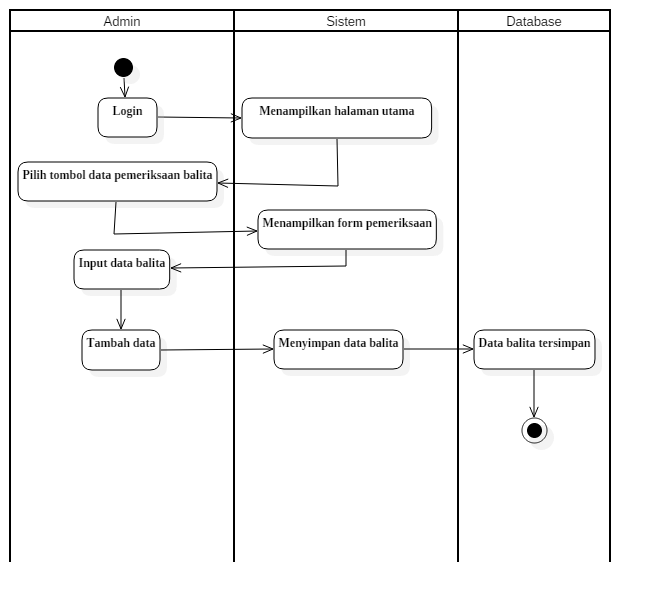 Admin
Sistem
Database
Login
Menampilkan halaman utama
Pilih tombol data pemeriksaan balita
Menampilkan form pemeriksaan
Input data balita
Tambah data
Menyimpan data balita
Data balita tersimpan